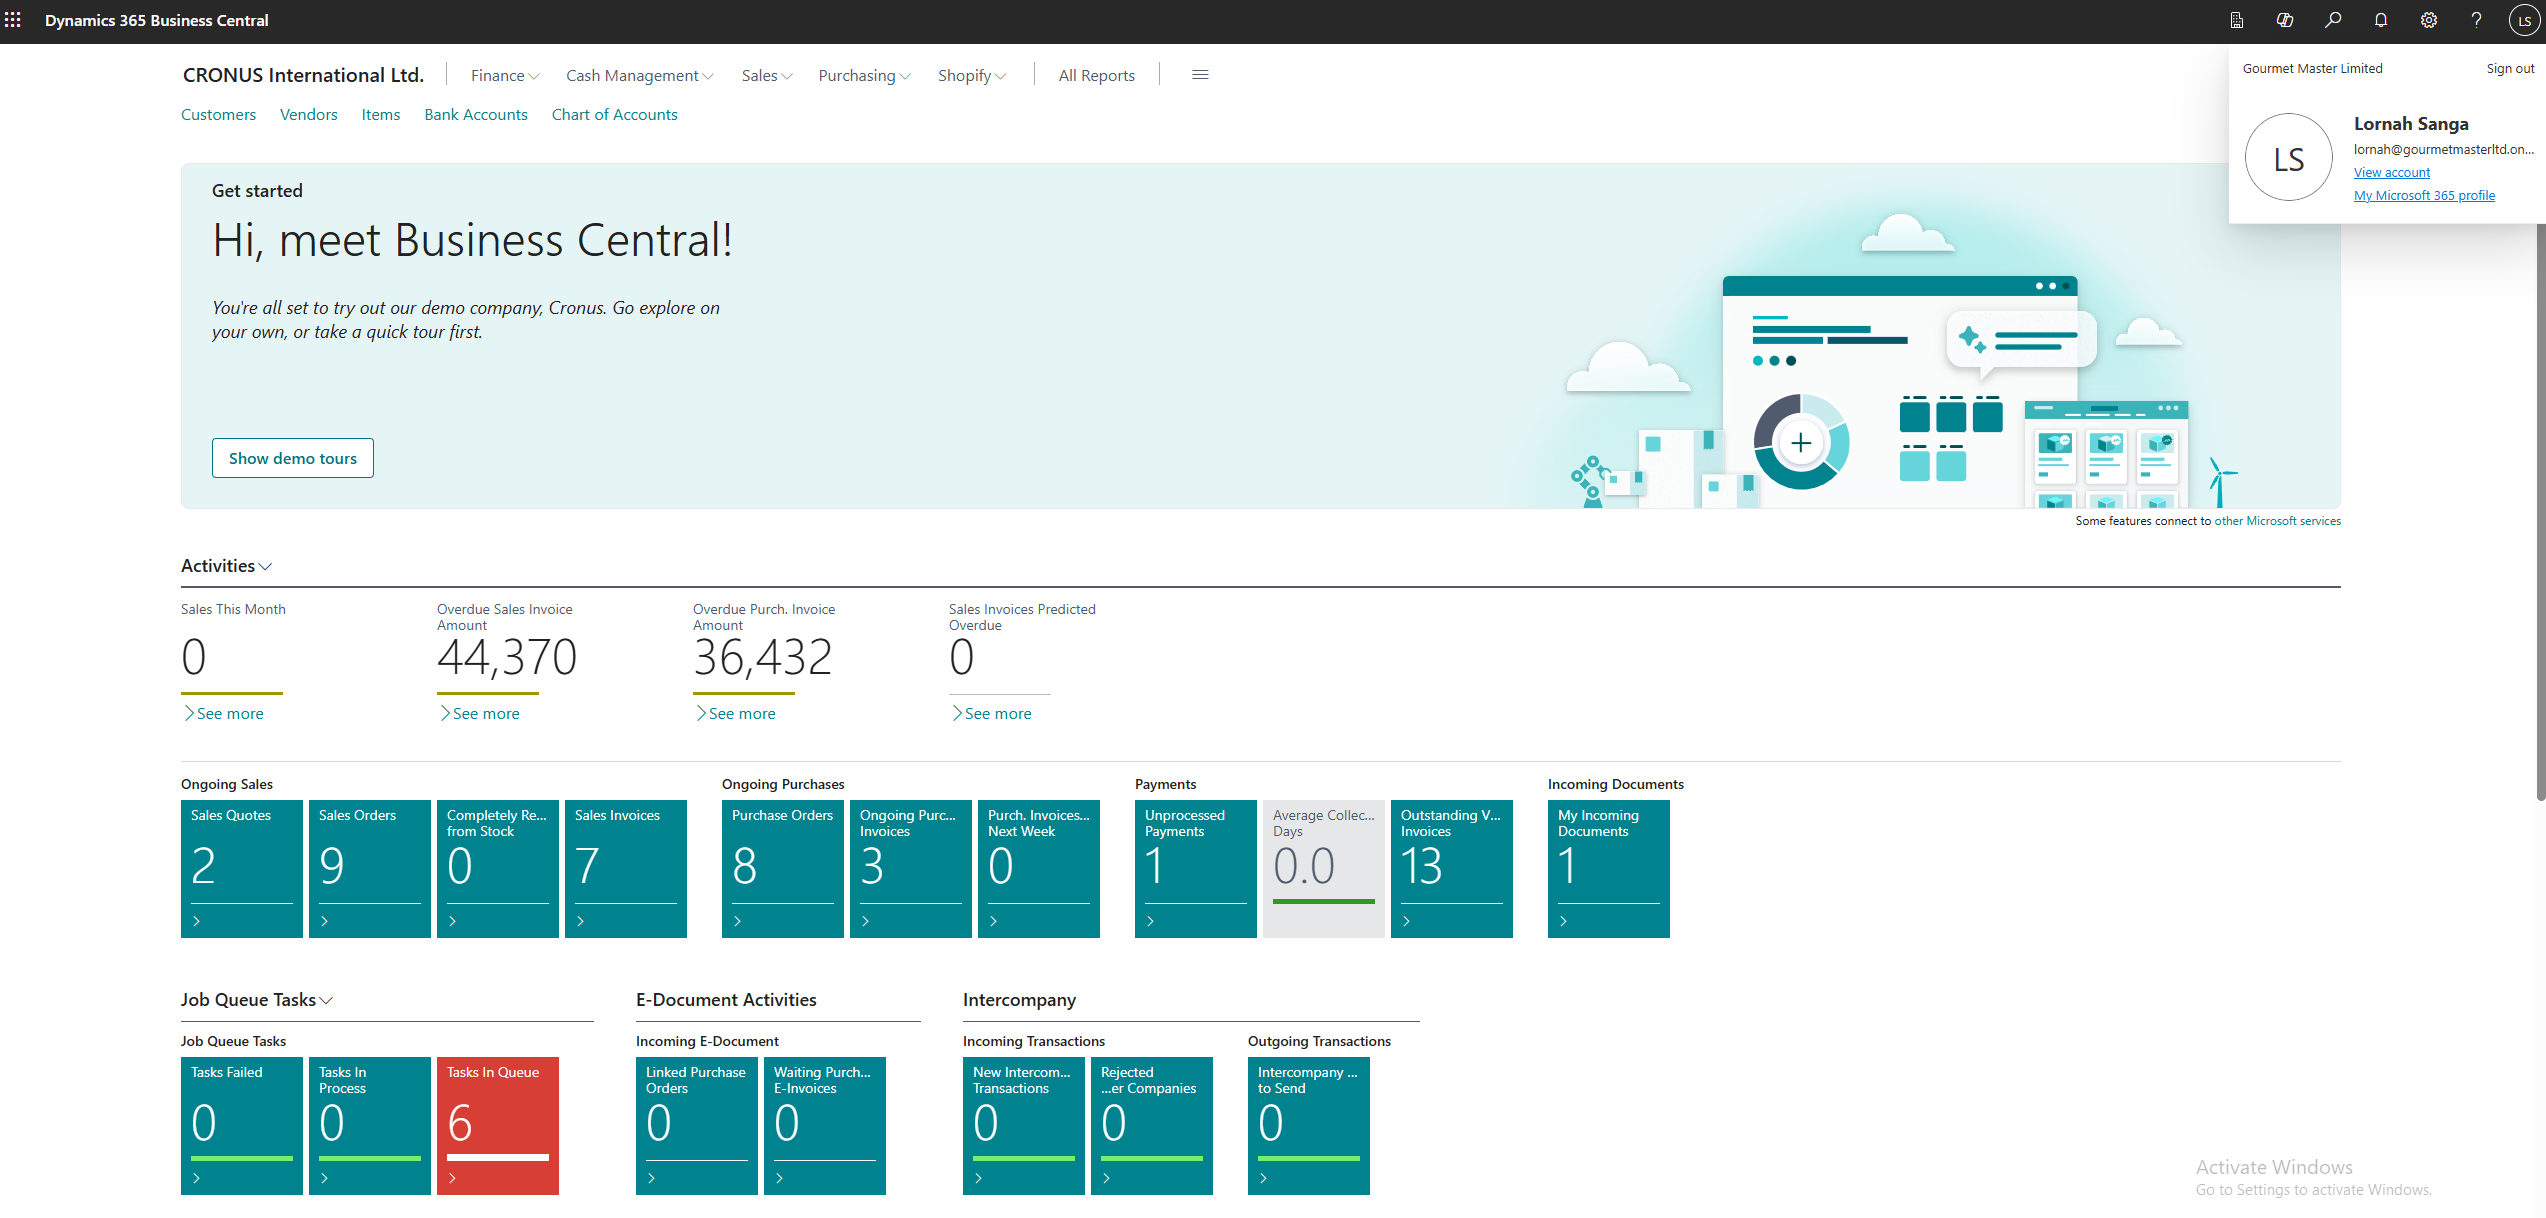 Dynamics 365 Business Central
LS
CRONUS International Ltd.
Finance
Cash Management
Sales
Purchasing
Shopify
All Reports
Gourmet Master Limited
Sign out
Customers
Vendors
Items
Bank Accounts
Chart of Accounts
LS
Lornah Sanga
lornah@gourmetmasterltd.on...
View account
My Microsoft 365 profile
Get started
Hi, meet Business Central!
You're all set to try out our demo company, Cronus. Go explore on
your own, or take a quick tour first.
Show demo tours
Some features connect to other Microsoft services
Activities
Sales This Month
0
See more
Overdue Sales Invoice
Amount
44,370
See more
Overdue Purch. Invoice
Amount
36,432
See more
Sales Invoices Predicted
Overdue
0
See more
Ongoing Sales
Sales Quotes
2
Sales Orders
9
Completely Re...
from Stock
0
Sales Invoices
7
Ongoing Purchases
Purchase Orders
8
Ongoing Purc...
Invoices
3
Purch. Invoices...
Next Week
0
Payments
Unprocessed
Payments
1
Average Collec...
Days
0.0
Outstanding V...
Invoices
13
Incoming Documents
My Incoming
Documents
1
Job Queue Tasks
Job Queue Tasks
Tasks Failed
0
Tasks In
Process
0
Tasks In Queue
6
E-Document Activities
Incoming E-Document
Linked Purchase
Orders
0
Waiting Purch...
E-Invoices
0
Intercompany
Incoming Transactions
New Intercom...
Transactions
0
Rejected
...er Companies
0
Outgoing Transactions
Intercompany ...
to Send
0
Activate Windows
Go to Settings to activate Windows.